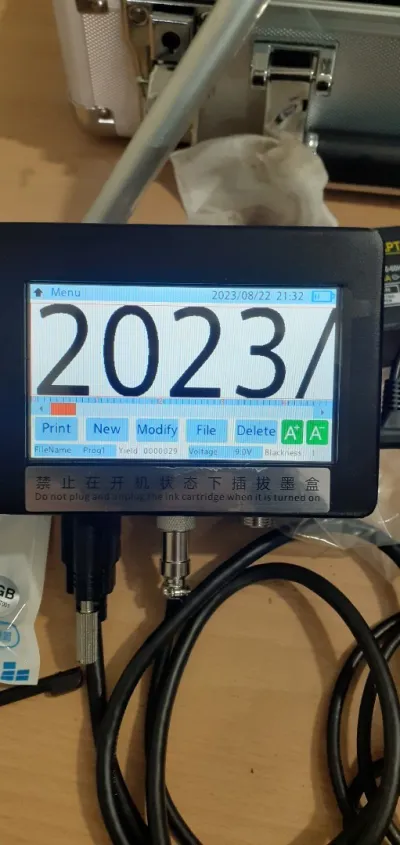 Menu 2023/08/22 21:32
2023/
Print New Modify File Delete A+ A-
FileName Prog1 Yield 0000029 Voltage 9.0V Blackness 1
禁止在开机状态下插拔墨盒
Do not plug and unplug the ink cartridge when it is turned on
PT
GB